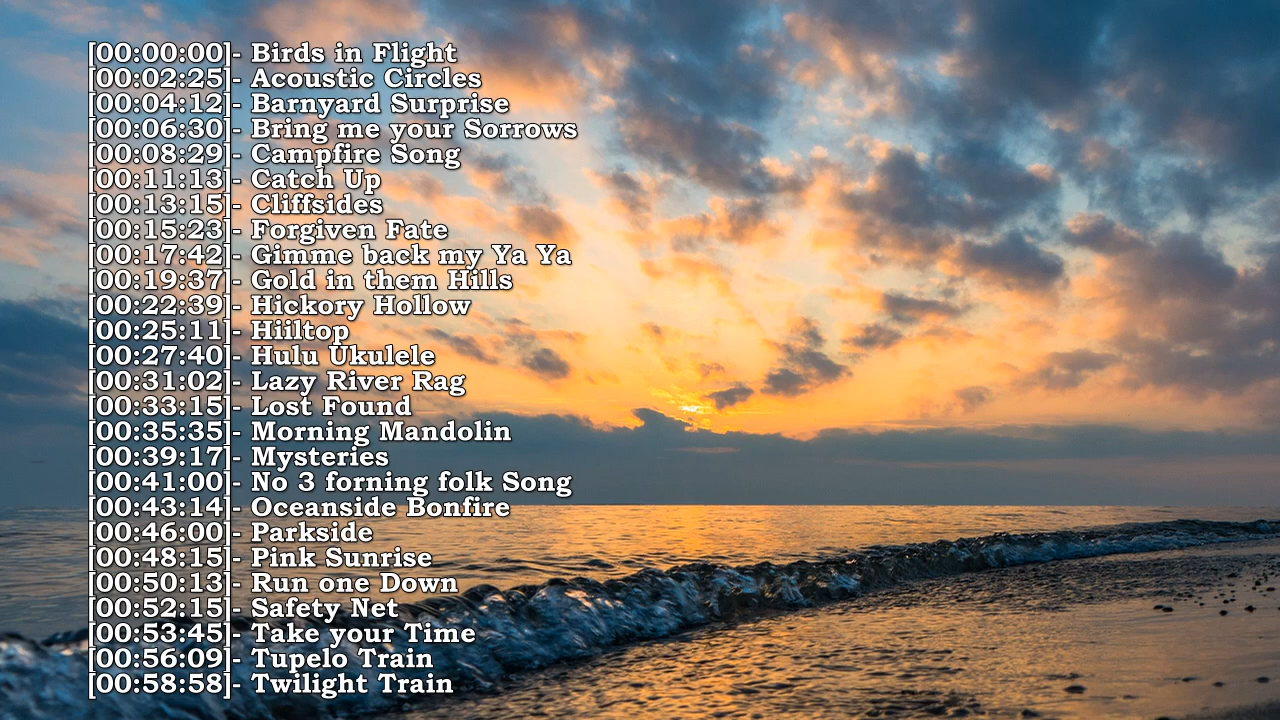 [00:00:00]- Birds in Flight
[00:02:25]- Acoustic Circles
[00:04:12]- Barnyard Surprise
[00:06:30]- Bring me your Sorrows
[00:08:29]- Campfire Song
[00:11:13]- Catch Up
[00:13:15]- Cliffsides
[00:15:23]- Forgiven Fate
[00:17:42]- Gimme back my Ya Ya
[00:19:37]- Gold in them Hills
[00:22:39]- Hickory Hollow
[00:25:11]- Hiiltop
[00:27:40]- Hulu Ukulele
[00:31:02]- Lazy River Rag
[00:33:15]- Lost Found
[00:35:35]- Morning Mandolin
[00:39:17]- Mysteries
[00:41:00]- No 3 forning folk Song
[00:43:14]- Oceanside Bonfire
[00:46:00]- Parkside
[00:48:15]- Pink Sunrise
[00:50:13]- Run one Down
[00:52:15]- Safety Net
[00:53:45]- Take your Time
[00:56:09]- Tupelo Train
[00:58:58]- Twilight Train